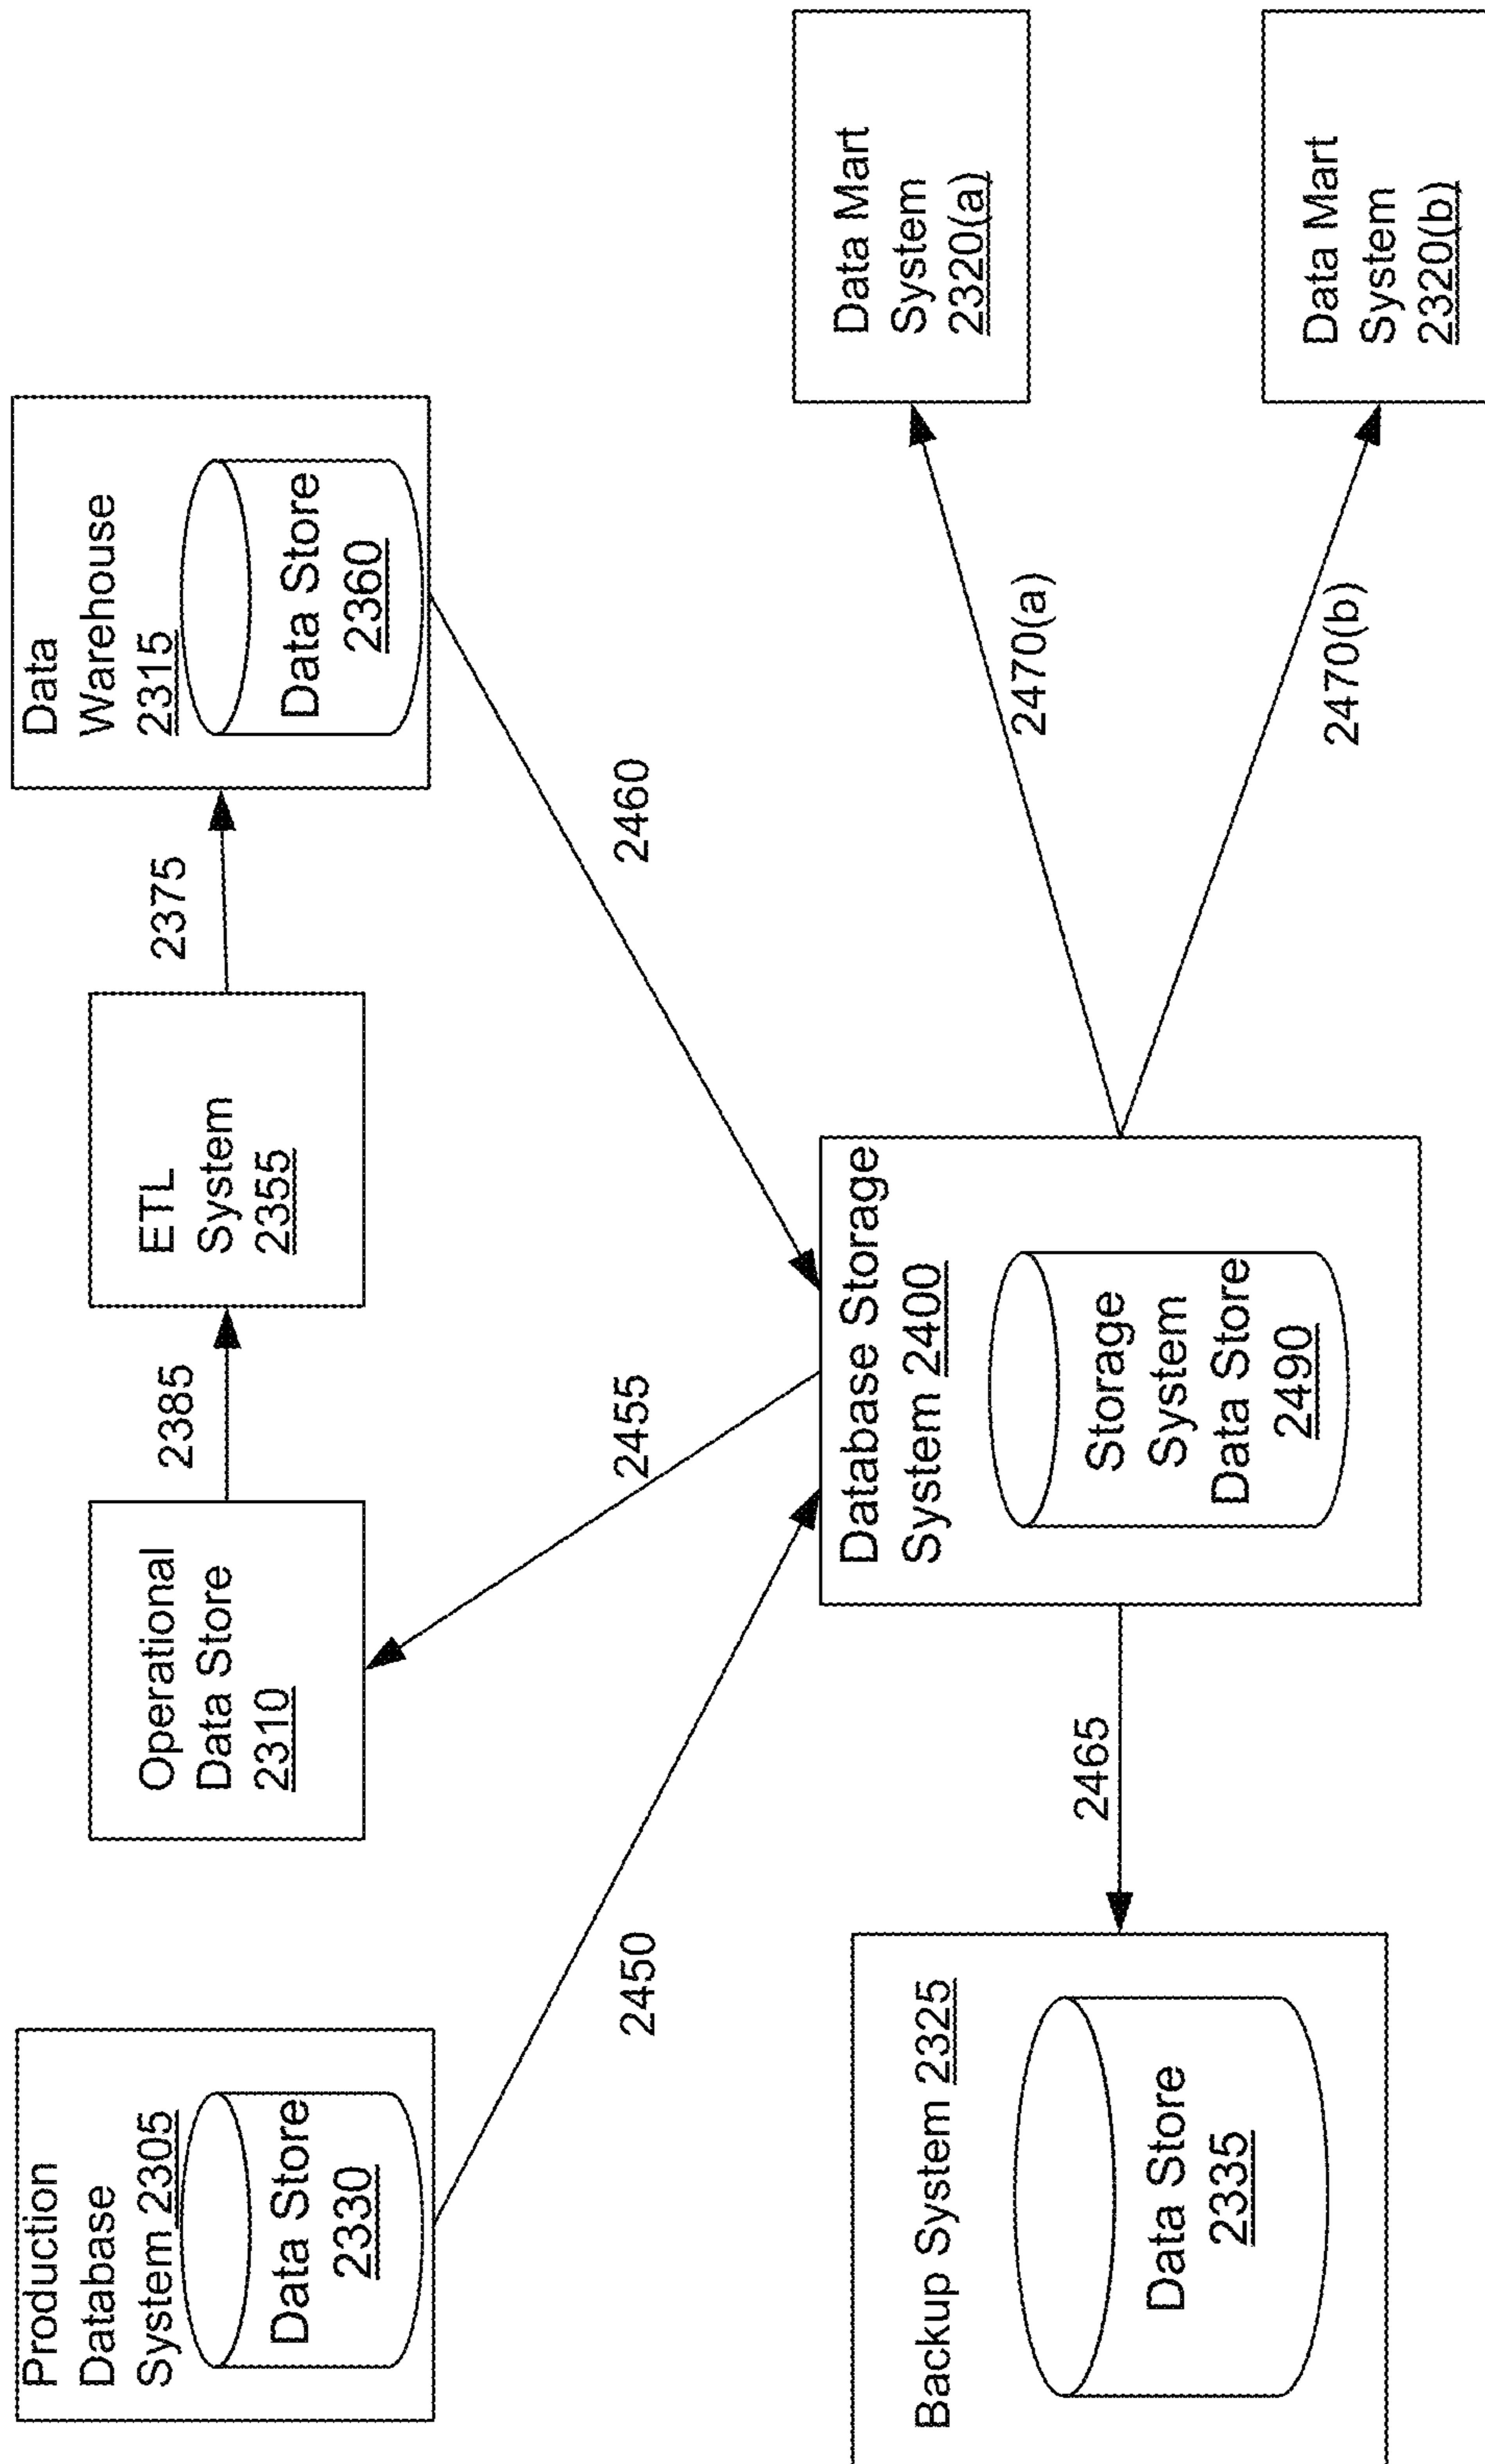 Production
Database
System 2305
Data Store
2330
Operational
Data Store
2310
2385
ETL
System
2355
2375
Data
Warehouse
2315
Data Store
2360
2450
2455
2460
Backup System 2325
Data Store
2335
2465
Database Storage
System 2400
Storage
System
Data Store
2490
2470(a)
2470(b)
Data Mart
System
2320(a)
Data Mart
System
2320(b)